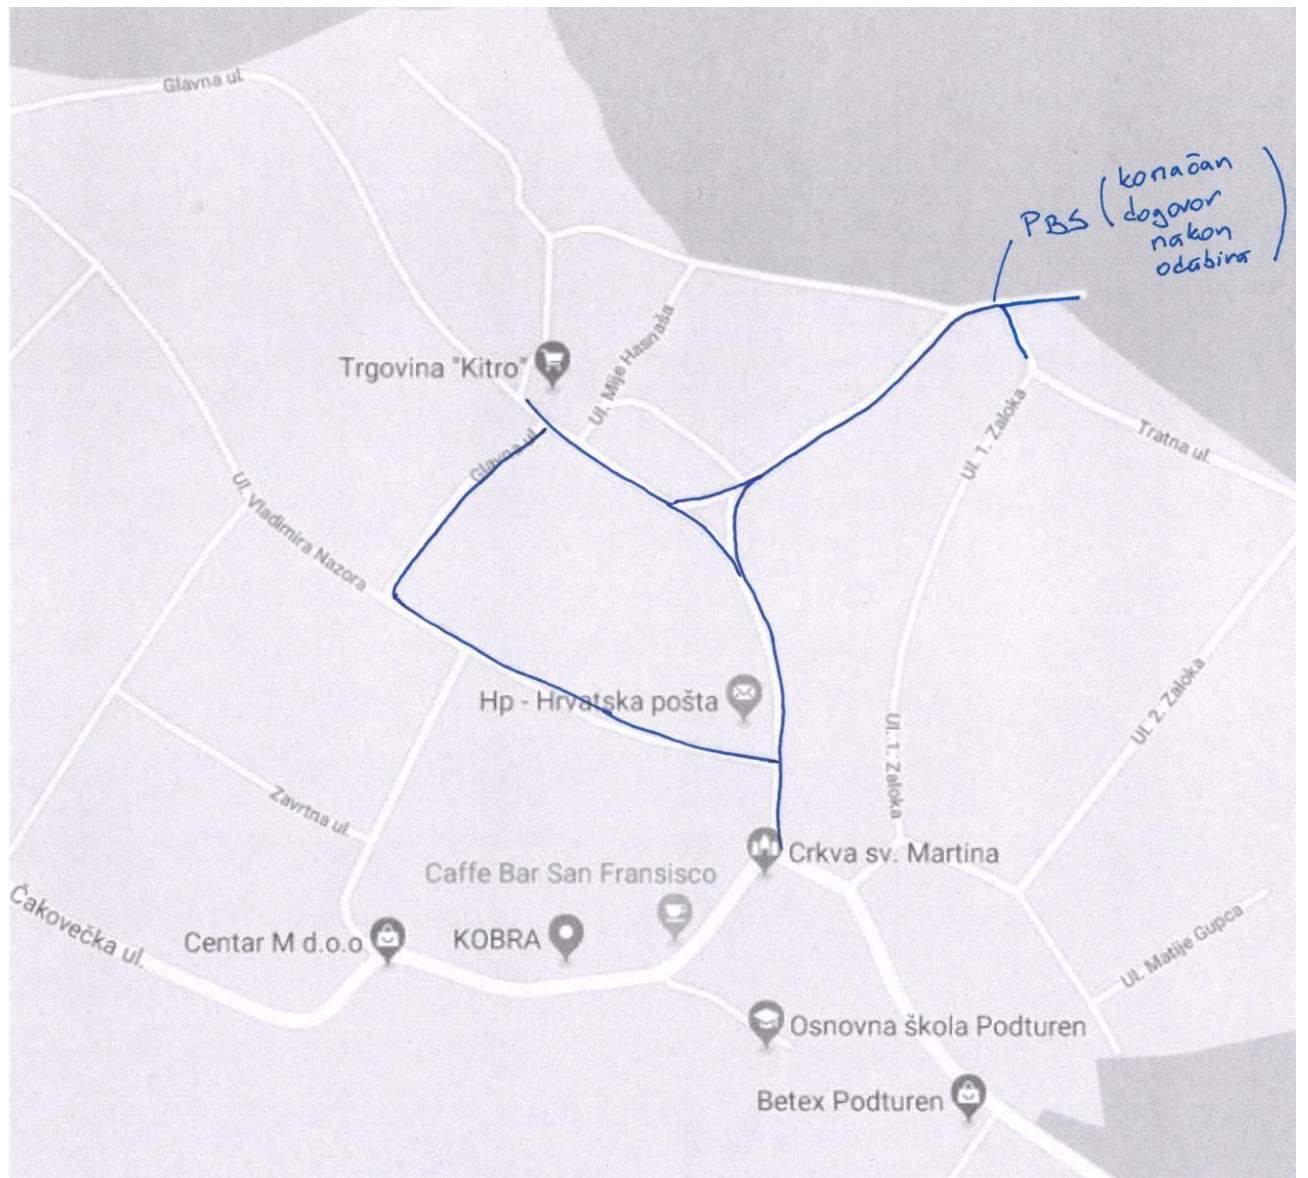 Glavna ul.
konačan
PBS ( dogovor
nakon
odabira )
Trgovina "Kitro"
Ul. Mije Hasnaša
Glavna ul.
Ul. 1. Zaloka
Tratna ul.
Ul. Vladimira Nazora
Hp - Hrvatska pošta
Ul. 2. Zaloka
Ul. 1. Zaloka
Zavrtna ul.
Crkva sv. Martina
Caffe Bar San Fransisco
Čakovečka ul.
Centar M d.o.o
KOBRA
Ul. Matije Gupca
Osnovna škola Podturen
Betex Podturen